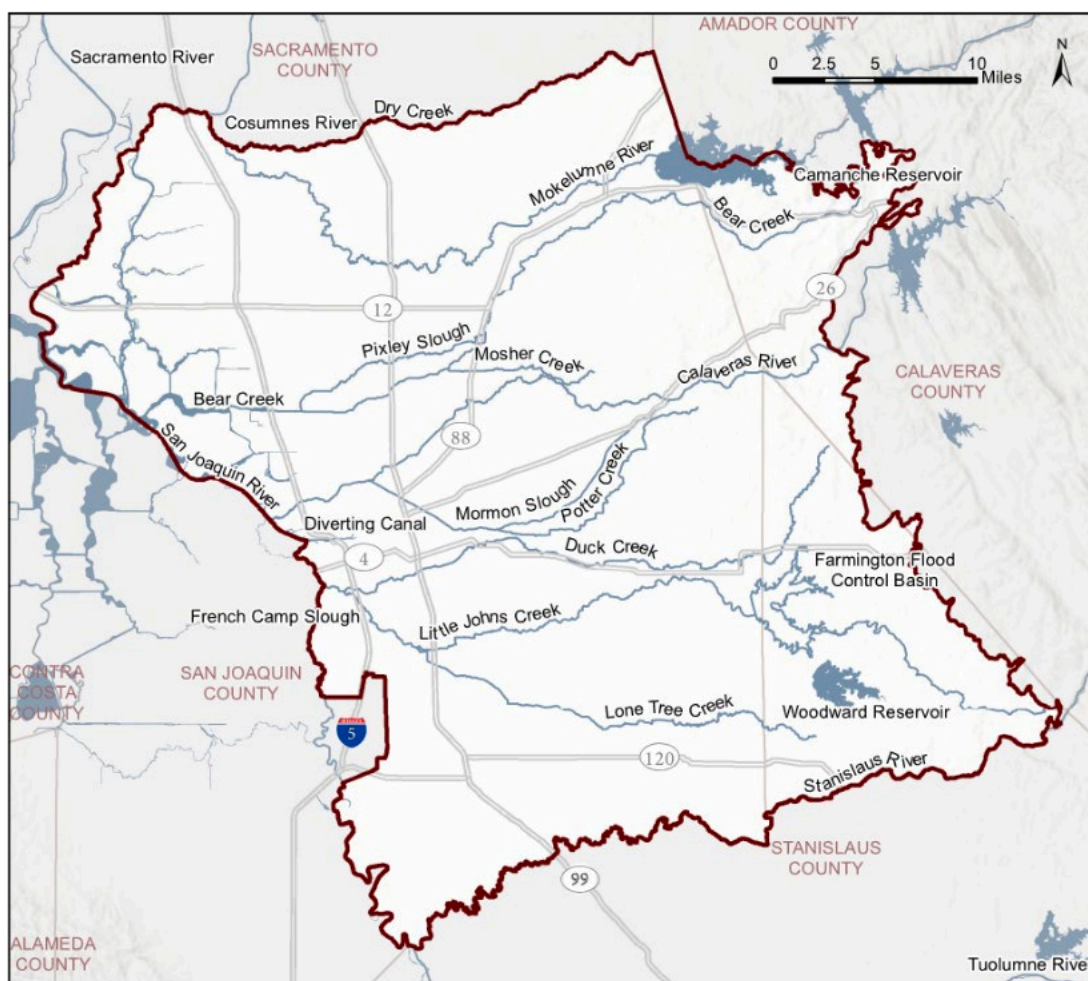 AMADOR COUNTY
Sacramento River
SACRAMENTO
COUNTY
N
0 2.5 5 10
Miles
Dry Creek
Cosumnes River
Mokelumne River
Camanche Reservoir
Bear Creek
26
12
Pixley Slough
Mosher Creek
Calaveras River
CALAVERAS
COUNTY
Bear Creek
88
San Joaquin River
Mormon Slough
Potter Creek
Diverting Canal
4
Duck Creek
Farmington Flood
Control Basin
French Camp Slough
Little Johns Creek
CONTRA
COSTA
COUNTY
SAN JOAQUIN
COUNTY
Lone Tree Creek
Woodward Reservoir
5
120
Stanislaus River
STANISLAUS
COUNTY
99
ALAMEDA
COUNTY
Tuolumne River